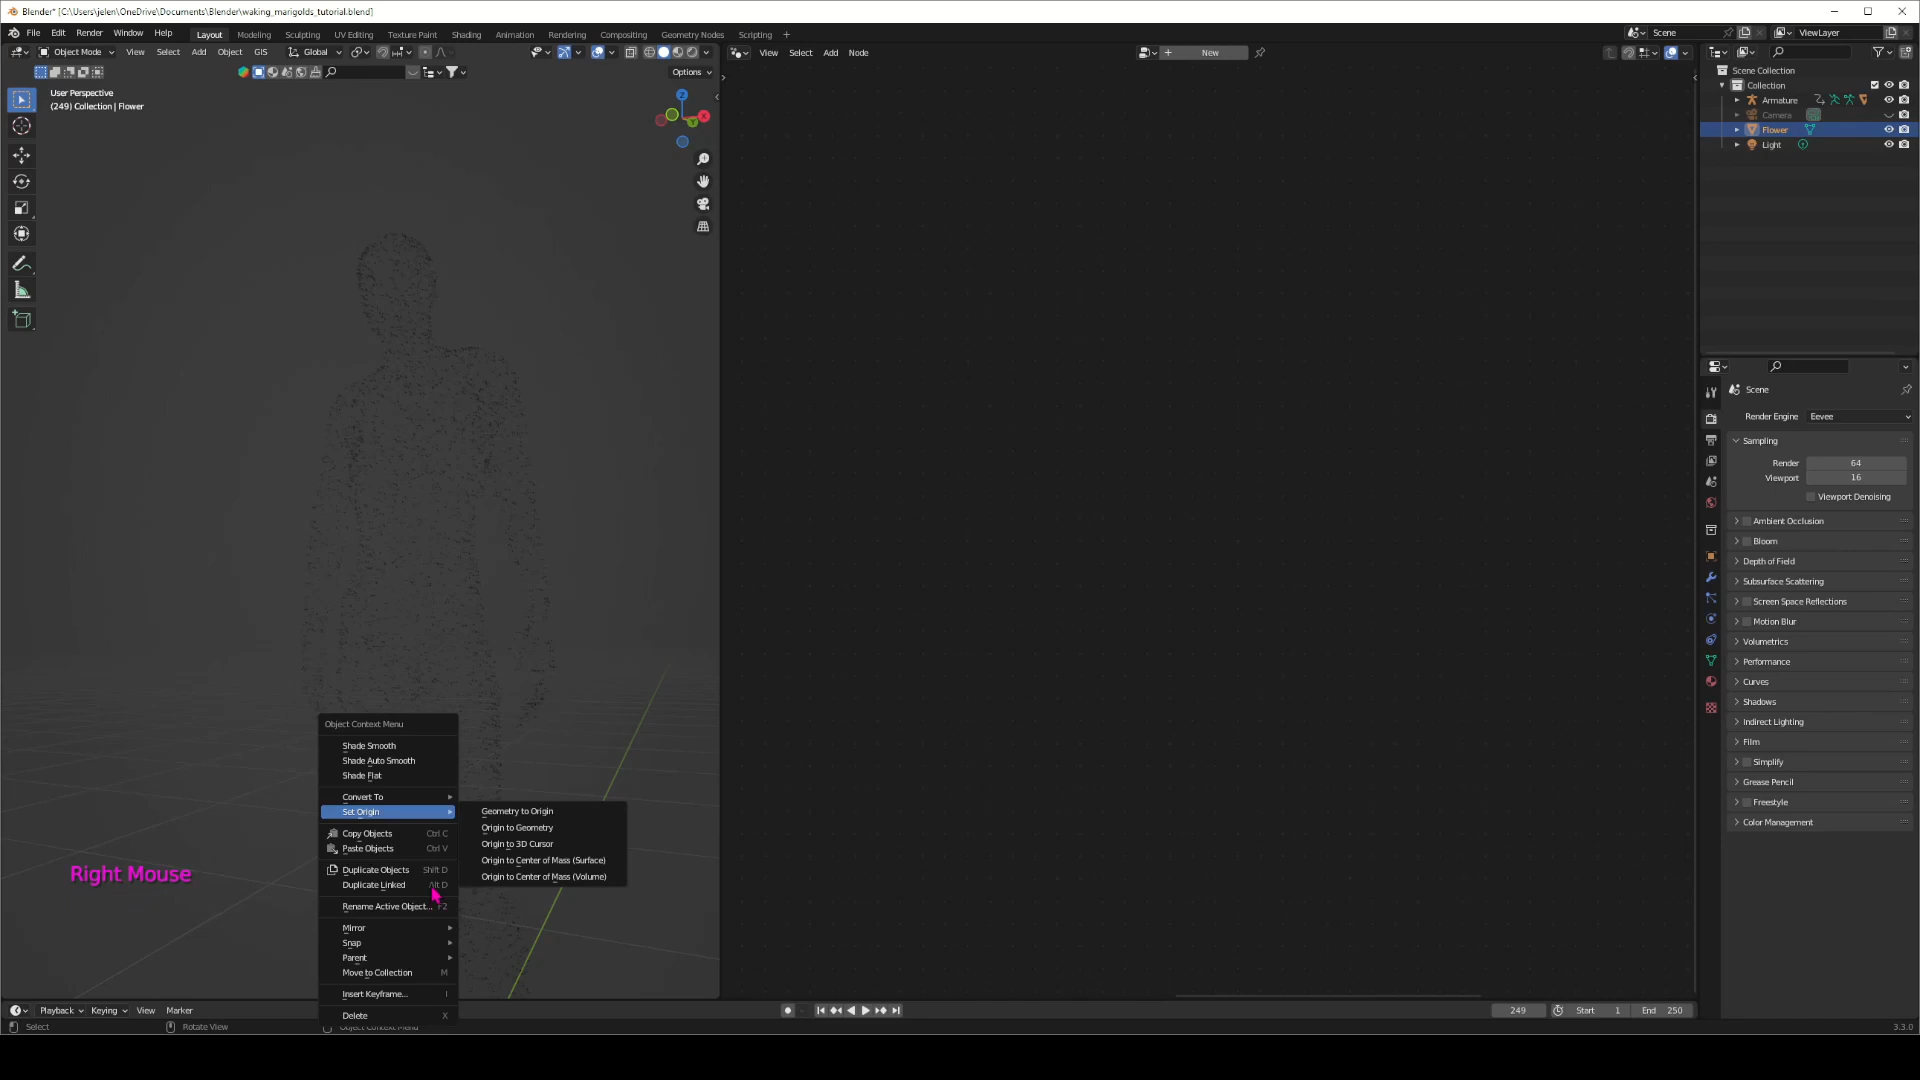 Blender* [C:\Users\jelen\OneDrive\Documents\Blender\waking_marigolds_tutorial.blend]
File Edit Render Window Help Layout Modeling Sculpting UV Editing Texture Paint Shading Animation Rendering Compositing Geometry Nodes Scripting + Scene ViewLayer
Object Mode View Select Add Object GIS Global View Select Add Node + New
Options
User Perspective
(249) Collection | Flower
Z
X
Y
Scene Collection
Collection
Armature
Camera
Flower
Light
Scene
Render Engine Eevee
Sampling
Render 64
Viewport 16
Viewport Denoising
Ambient Occlusion
Bloom
Depth of Field
Subsurface Scattering
Screen Space Reflections
Motion Blur
Volumetrics
Performance
Curves
Shadows
Indirect Lighting
Film
Simplify
Grease Pencil
Freestyle
Color Management
Object Context Menu
Shade Smooth
Shade Auto Smooth
Shade Flat
Convert To
Set Origin
Copy Objects Ctrl C
Paste Objects Ctrl V
Duplicate Objects Shift D
Duplicate Linked Alt D
Rename Active Object... F2
Mirror
Snap
Parent
Move to Collection M
Insert Keyframe... I
Delete X
Geometry to Origin
Origin to Geometry
Origin to 3D Cursor
Origin to Center of Mass (Surface)
Origin to Center of Mass (Volume)
Right Mouse
Playback Keying View Marker 249 Start 1 End 250
Select Rotate View Object Context Menu 3.3.0